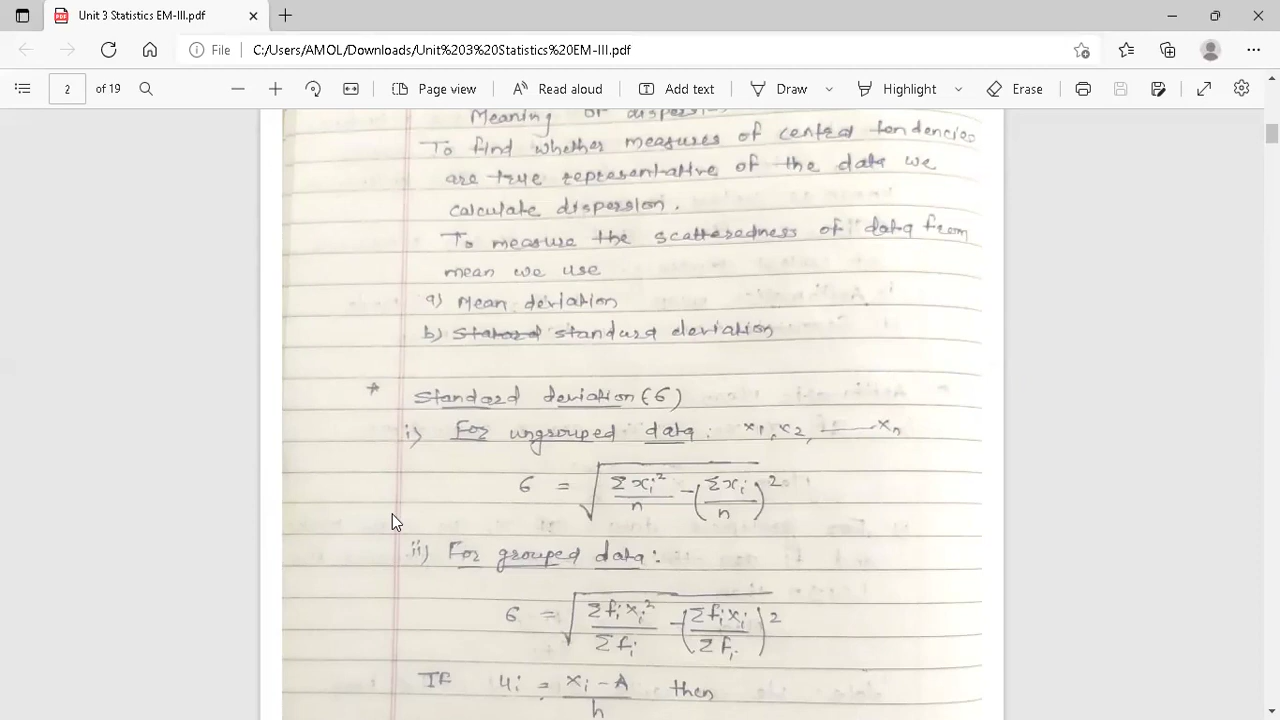 Unit 3 Statistics EM-III.pdf
File C:/Users/AMOL/Downloads/Unit%203%20Statistics%20EM-III.pdf
2 of 19 Page view Read aloud Add text Draw Highlight Erase
Meaning of dispersi
To find whether measures of central tendencies
are true representative of the data we
calculate dispersion.
To measure the scatteredness of data from
mean we use
a) Mean deviation
b) standard deviation
* Standard deviation (σ)
i) For ungrouped data: x1, x2, ——— xn
σ = √(Σxi²/n - (Σxi/n)²)
ii) For grouped data:
σ = √(Σfixi²/Σfi - (Σfixi/Σfi)²)
If ui = (xi - A)/h then